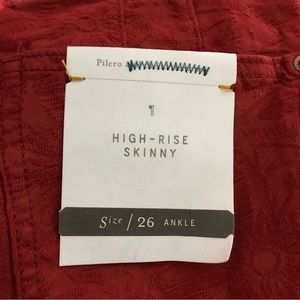 Pilcro
¶
HIGH-RISE
SKINNY
Size / 26 ANKLE